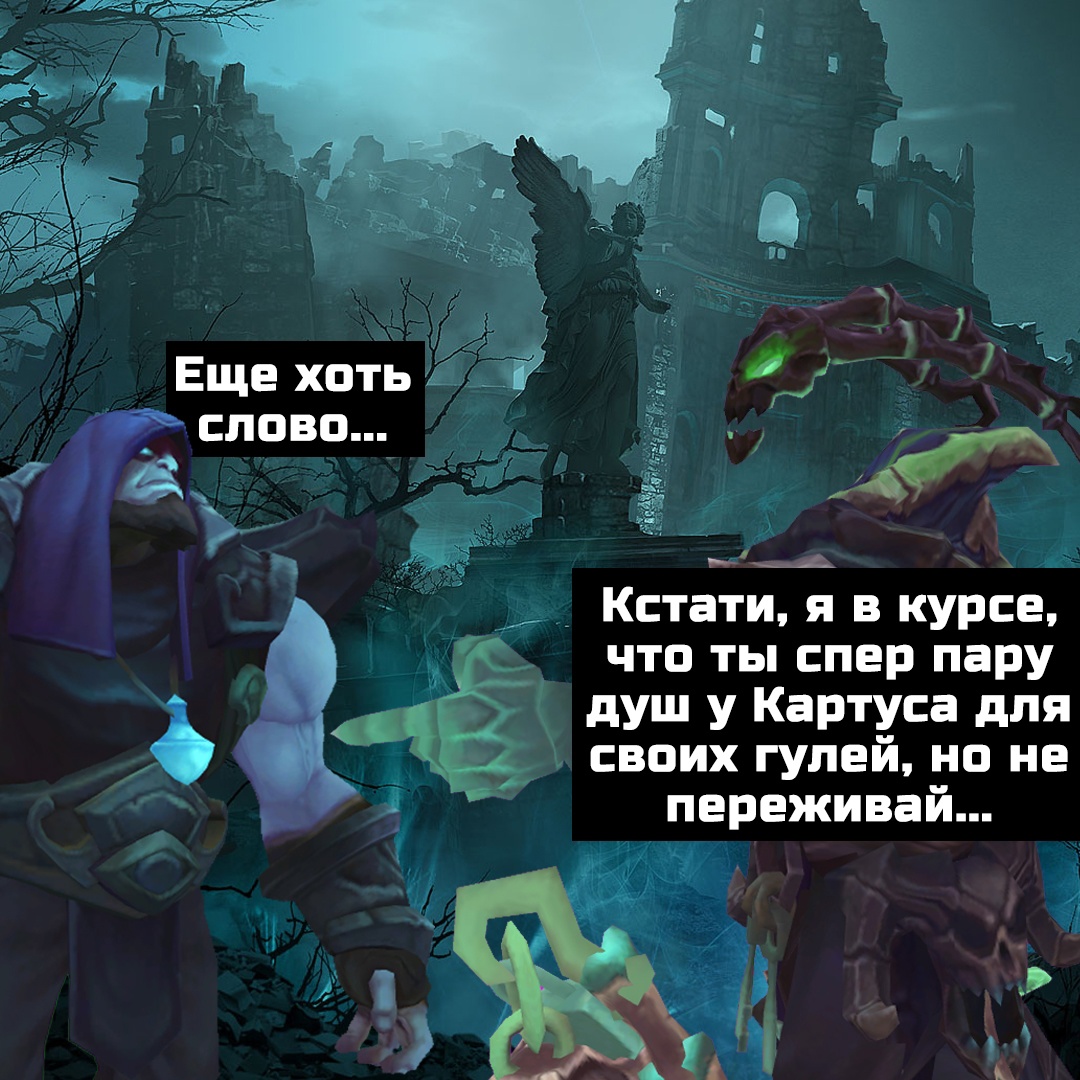 Еще хоть
слово...
Кстати, я в курсе,
что ты спер пару
душ у Картуса для
своих гулей, но не
переживай...